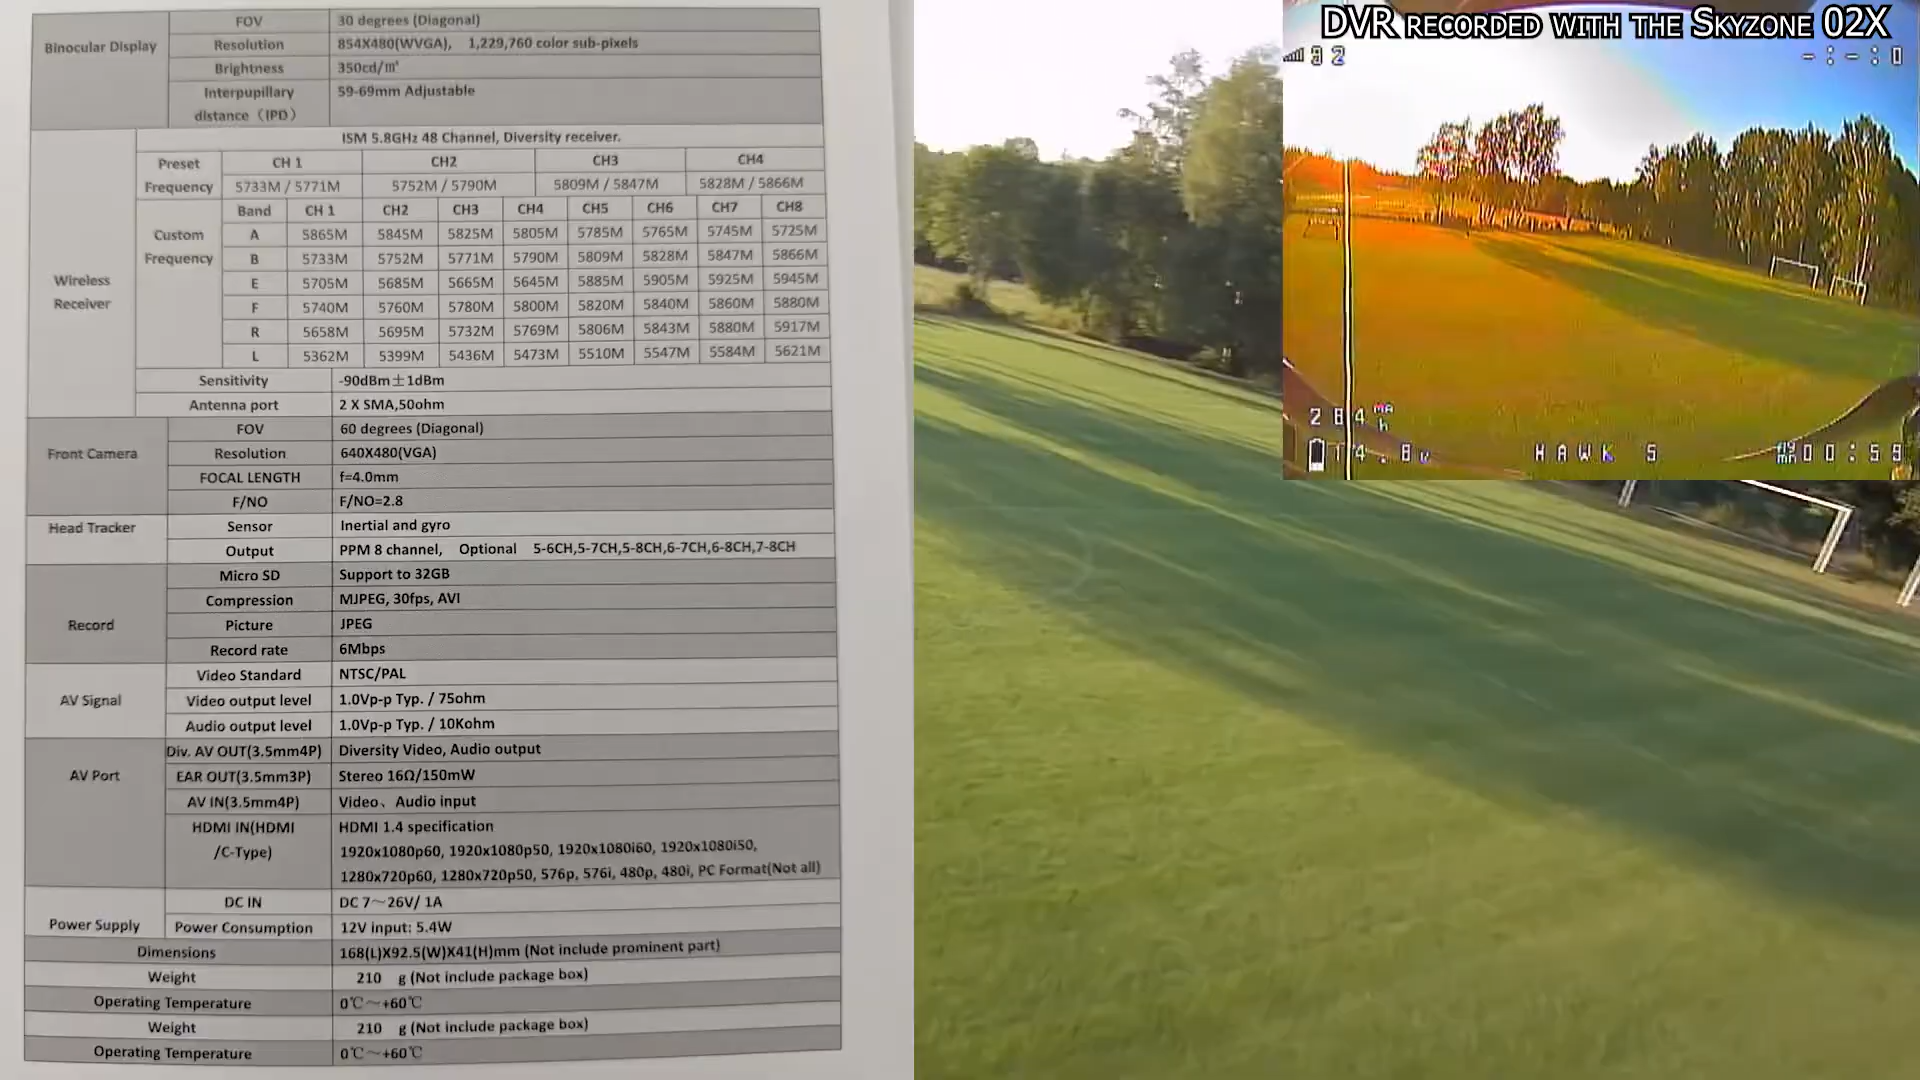 Binocular Display
FOV 30 degrees (Diagonal)
Resolution 854X480(WVGA), 1,229,760 color sub-pixels
Brightness 350cd/㎡
Interpupillary distance（IPD） 59-69mm Adjustable
Wireless Receiver
ISM 5.8GHz 48 Channel, Diversity receiver.
Preset Frequency
CH 1 CH2 CH3 CH4
5733M / 5771M 5752M / 5790M 5809M / 5847M 5828M / 5866M
Custom Frequency
Band CH 1 CH2 CH3 CH4 CH5 CH6 CH7 CH8
A 5865M 5845M 5825M 5805M 5785M 5765M 5745M 5725M
B 5733M 5752M 5771M 5790M 5809M 5828M 5847M 5866M
E 5705M 5685M 5665M 5645M 5885M 5905M 5925M 5945M
F 5740M 5760M 5780M 5800M 5820M 5840M 5860M 5880M
R 5658M 5695M 5732M 5769M 5806M 5843M 5880M 5917M
L 5362M 5399M 5436M 5473M 5510M 5547M 5584M 5621M
Sensitivity -90dBm±1dBm
Antenna port 2 X SMA,50ohm
Front Camera
FOV 60 degrees (Diagonal)
Resolution 640X480(VGA)
FOCAL LENGTH f=4.0mm
F/NO F/NO=2.8
Head Tracker
Sensor Inertial and gyro
Output PPM 8 channel, Optional 5-6CH,5-7CH,5-8CH,6-7CH,6-8CH,7-8CH
Record
Micro SD Support to 32GB
Compression MJPEG, 30fps, AVI
Picture JPEG
Record rate 6Mbps
AV Signal
Video Standard NTSC/PAL
Video output level 1.0Vp-p Typ. / 75ohm
Audio output level 1.0Vp-p Typ. / 10Kohm
AV Port
Div. AV OUT(3.5mm4P) Diversity Video, Audio output
EAR OUT(3.5mm3P) Stereo 16Ω/150mW
AV IN(3.5mm4P) Video、Audio input
HDMI IN(HDMI /C-Type) HDMI 1.4 specification
1920x1080p60, 1920x1080p50, 1920x1080i60, 1920x1080i50,
1280x720p60, 1280x720p50, 576p, 576i, 480p, 480i, PC Format(Not all)
Power Supply
DC IN DC 7～26V/ 1A
Power Consumption 12V input: 5.4W
Dimensions 168(L)X92.5(W)X41(H)mm (Not include prominent part)
Weight 210 g (Not include package box)
Operating Temperature 0℃～+60℃
Weight 210 g (Not include package box)
Operating Temperature 0℃～+60℃
DVR RECORDED WITH THE SKYZONE 02X
-:-:0
284 mAh
14.8v
HAWK 5
00:59